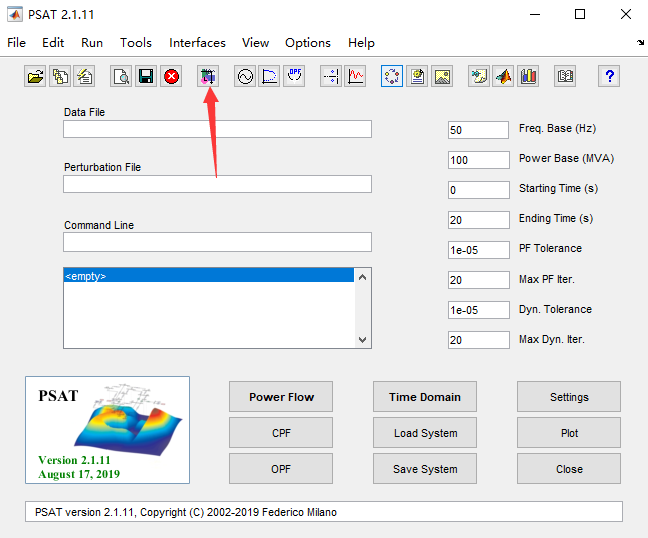 PSAT 2.1.11
File Edit Run Tools Interfaces View Options Help
OPF
?
Data File
Perturbation File
Command Line
<empty>
50 Freq. Base (Hz)
100 Power Base (MVA)
0 Starting Time (s)
20 Ending Time (s)
1e-05 PF Tolerance
20 Max PF Iter.
1e-05 Dyn. Tolerance
20 Max Dyn. Iter.
PSAT
Version 2.1.11
August 17, 2019
Power Flow Time Domain Settings
CPF Load System Plot
OPF Save System Close
PSAT version 2.1.11, Copyright (C) 2002-2019 Federico Milano